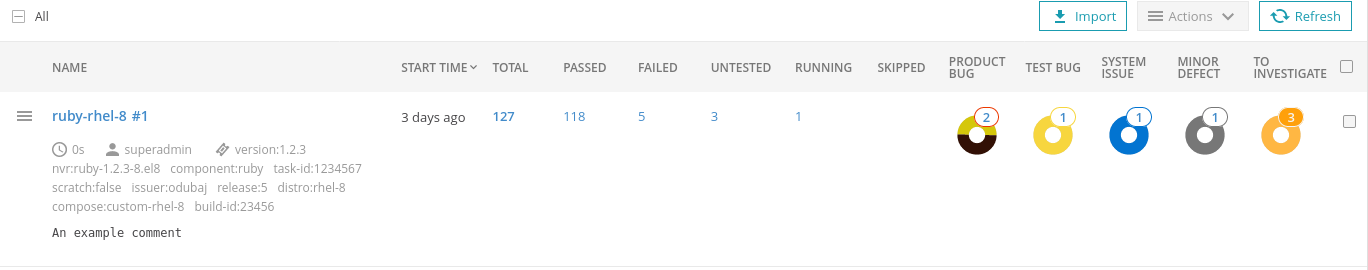 All
Import
Actions
Refresh
NAME START TIME TOTAL PASSED FAILED UNTESTED RUNNING SKIPPED PRODUCT BUG TEST BUG SYSTEM ISSUE MINOR DEFECT TO INVESTIGATE
ruby-rhel-8 #1 3 days ago 127 118 5 3 1 2 1 1 1 3
0s superadmin version:1.2.3
nvr:ruby-1.2.3-8.el8 component:ruby task-id:1234567
scratch:false issuer:odubaj release:5 distro:rhel-8
compose:custom-rhel-8 build-id:23456
An example comment